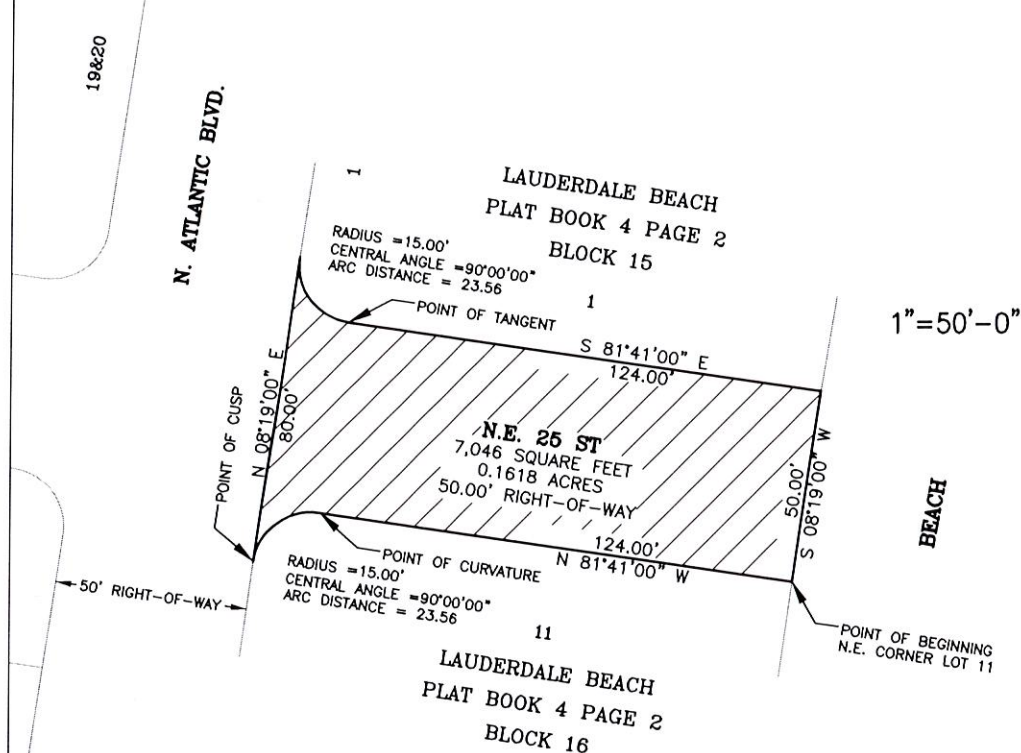 19&20
N. ATLANTIC BLVD.
1
LAUDERDALE BEACH
PLAT BOOK 4 PAGE 2
BLOCK 15
1
RADIUS =15.00'
CENTRAL ANGLE =90°00'00"
ARC DISTANCE = 23.56
POINT OF TANGENT
1"=50'-0"
S 81°41'00" E
124.00'
POINT OF CUSP
N 08°19'00" E
80.00'
N.E. 25 ST
7,046 SQUARE FEET
0.1618 ACRES
50.00' RIGHT-OF-WAY
50.00'
S 08°19'00" W
BEACH
124.00'
N 81°41'00" W
POINT OF CURVATURE
RADIUS =15.00'
CENTRAL ANGLE =90°00'00"
ARC DISTANCE = 23.56
50' RIGHT-OF-WAY
POINT OF BEGINNING
N.E. CORNER LOT 11
11
LAUDERDALE BEACH
PLAT BOOK 4 PAGE 2
BLOCK 16